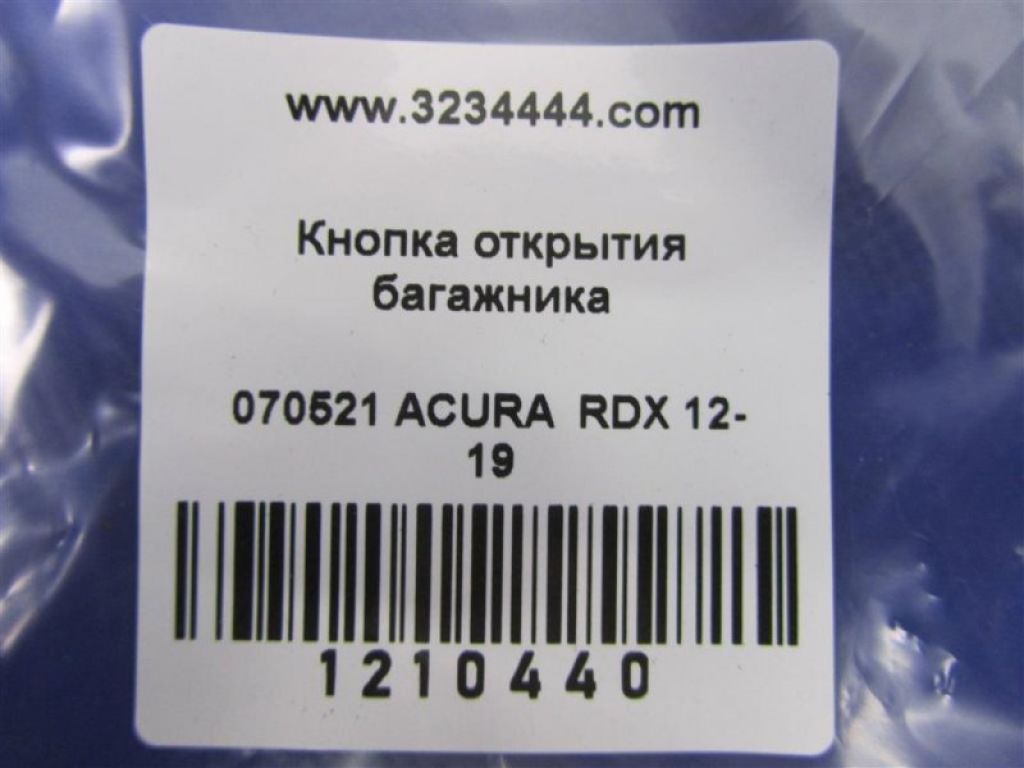 www.3234444.com
Кнопка открытия
багажника
070521 ACURA RDX 12-
19
1210440